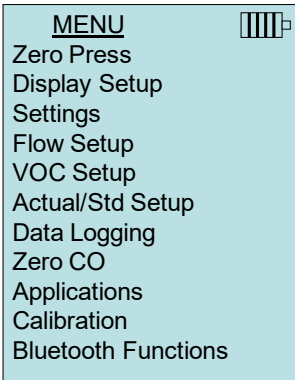 MENU
Zero Press
Display Setup
Settings
Flow Setup
VOC Setup
Actual/Std Setup
Data Logging
Zero CO
Applications
Calibration
Bluetooth Functions